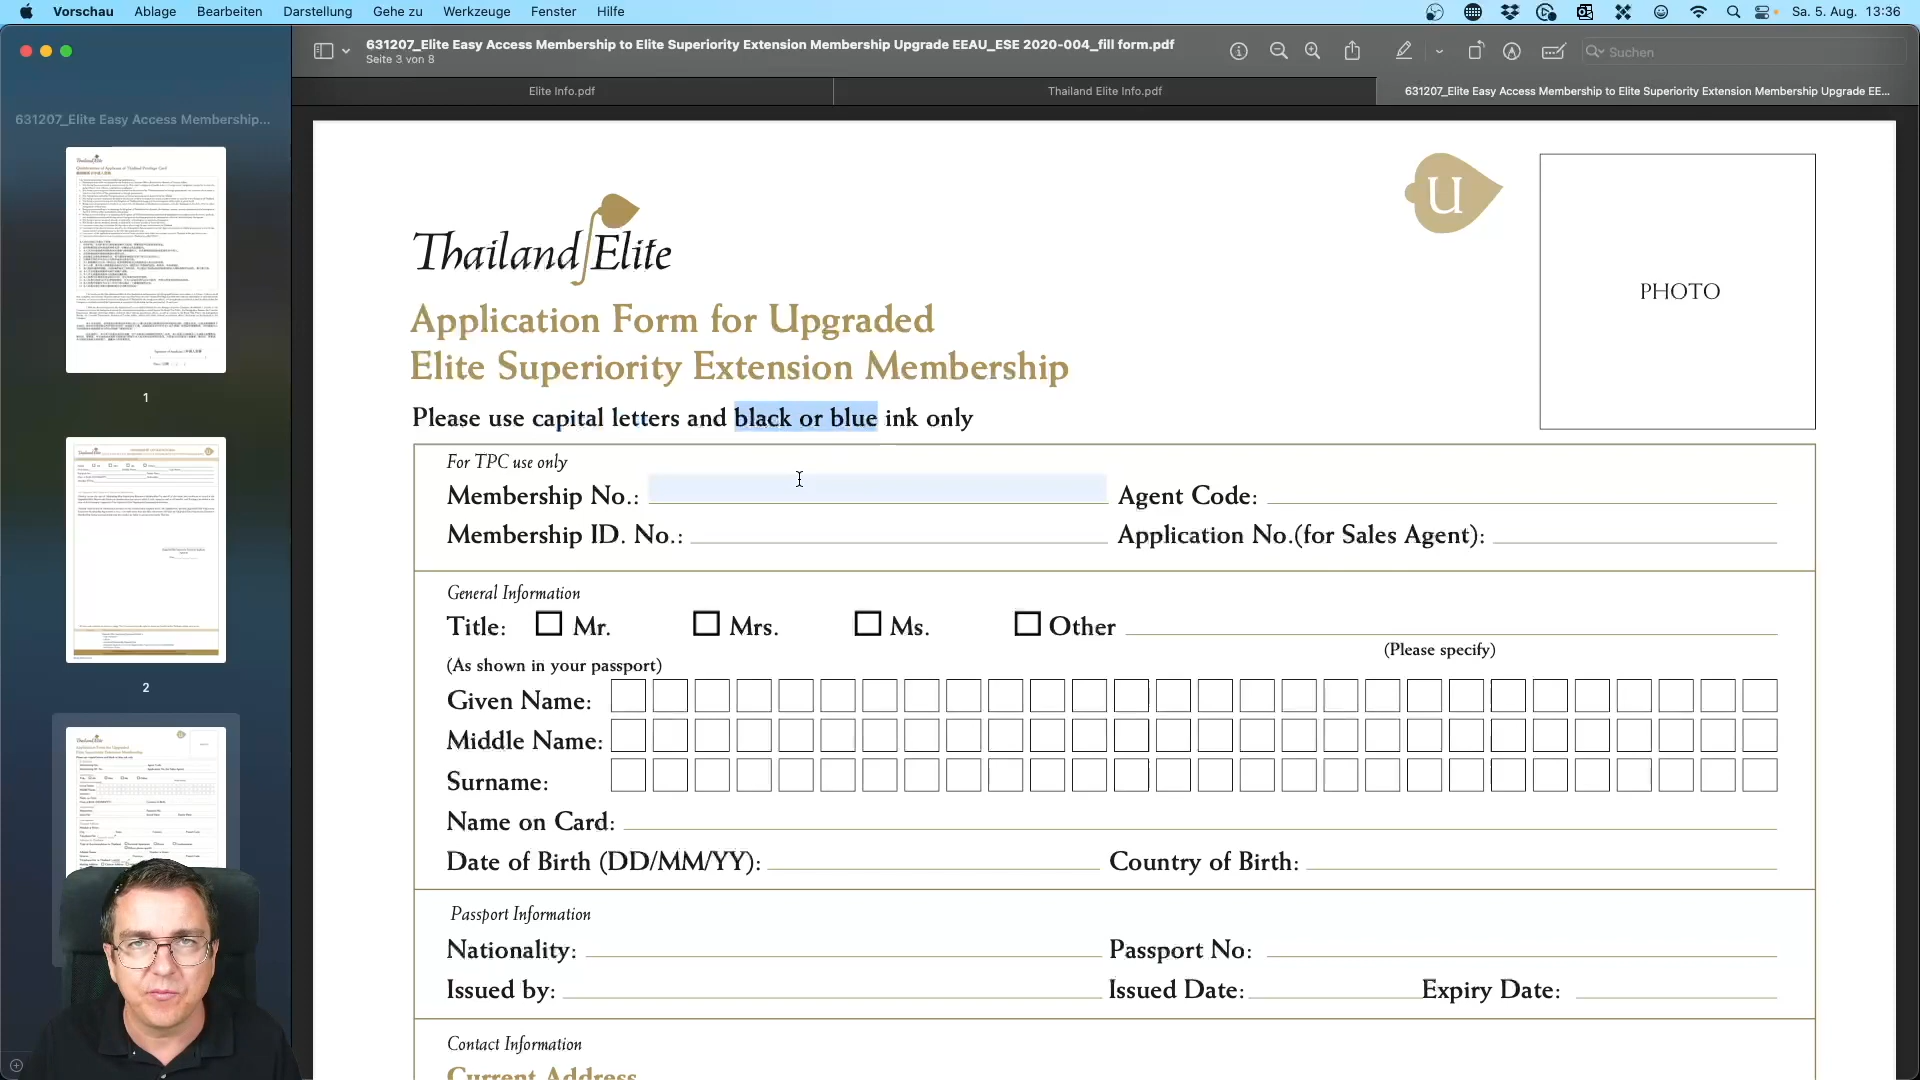 Vorschau Ablage Bearbeiten Darstellung Gehe zu Werkzeuge Fenster Hilfe Sa. 5. Aug. 13:36
631207_Elite Easy Access Membership to Elite Superiority Extension Membership Upgrade EEAU_ESE 2020-004_fill form.pdf
Seite 3 von 8
Suchen
Elite Info.pdf
Thailand Elite Info.pdf
631207_Elite Easy Access Membership to Elite Superiority Extension Membership Upgrade EE...
631207_Elite Easy Access Membership...
1
2
U
PHOTO
Thailand Elite
Application Form for Upgraded
Elite Superiority Extension Membership
Please use capital letters and black or blue ink only
For TPC use only
Membership No.: Agent Code:
Membership ID. No.: Application No.(for Sales Agent):
General Information
Title: Mr. Mrs. Ms. Other
(Please specify)
(As shown in your passport)
Given Name:
Middle Name:
Surname:
Name on Card:
Date of Birth (DD/MM/YY): Country of Birth:
Passport Information
Nationality: Passport No:
Issued by: Issued Date: Expiry Date:
Contact Information
Current Address